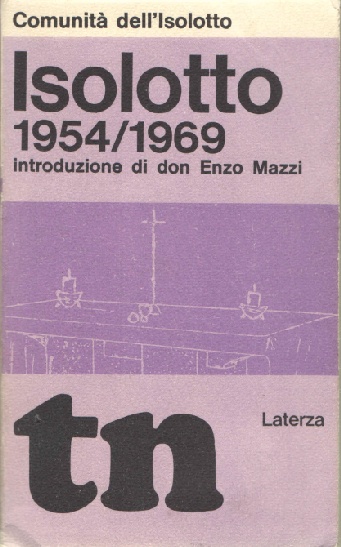 Comunità dell'Isolotto
Isolotto
1954/1969
introduzione di don Enzo Mazzi
Laterza
tn